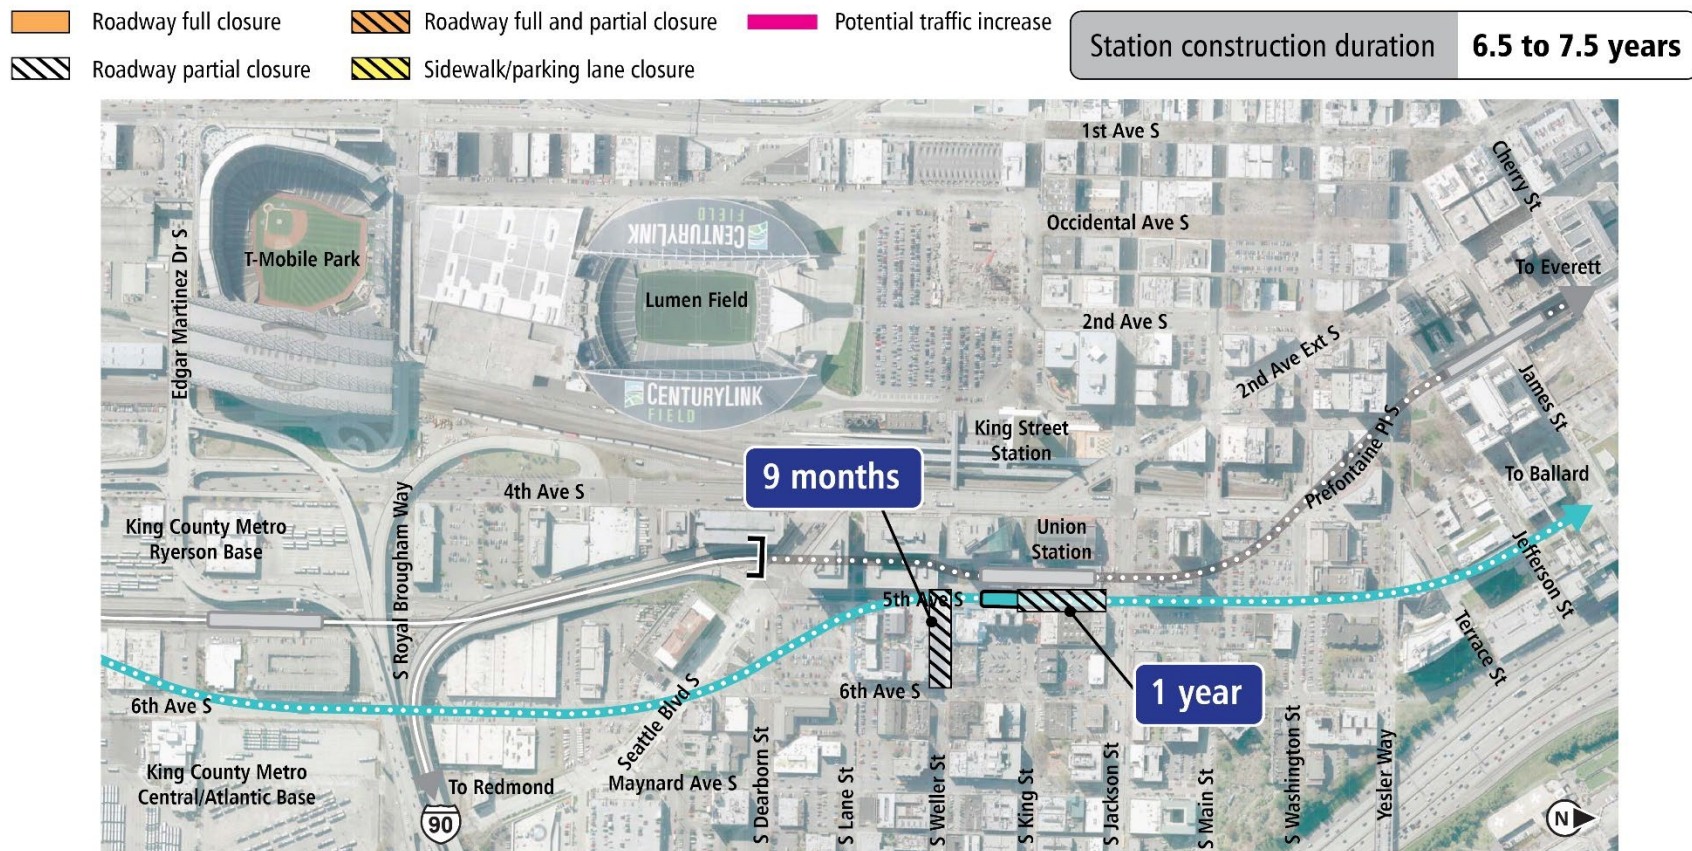 Roadway full closure
Roadway full and partial closure
Potential traffic increase
Roadway partial closure
Sidewalk/parking lane closure
Station construction duration
6.5 to 7.5 years
1st Ave S
Cherry St
Occidental Ave S
CENTURYLINK
FIELD
T-Mobile Park
Edgar Martinez Dr S
Lumen Field
To Everett
2nd Ave S
2nd Ave Ext S
CENTURYLINK
FIELD
James St
King Street
Station
Prefontaine Pl S
9 months
To Ballard
4th Ave S
S Royal Brougham Way
King County Metro
Ryerson Base
Union
Station
Jefferson St
5th Ave S
Terrace St
6th Ave S
6th Ave S
1 year
Seattle Blvd S
King County Metro
Central/Atlantic Base
To Redmond
Maynard Ave S
S Dearborn St
S Lane St
S Weller St
S King St
S Jackson St
S Main St
S Washington St
Yesler Way
90
N